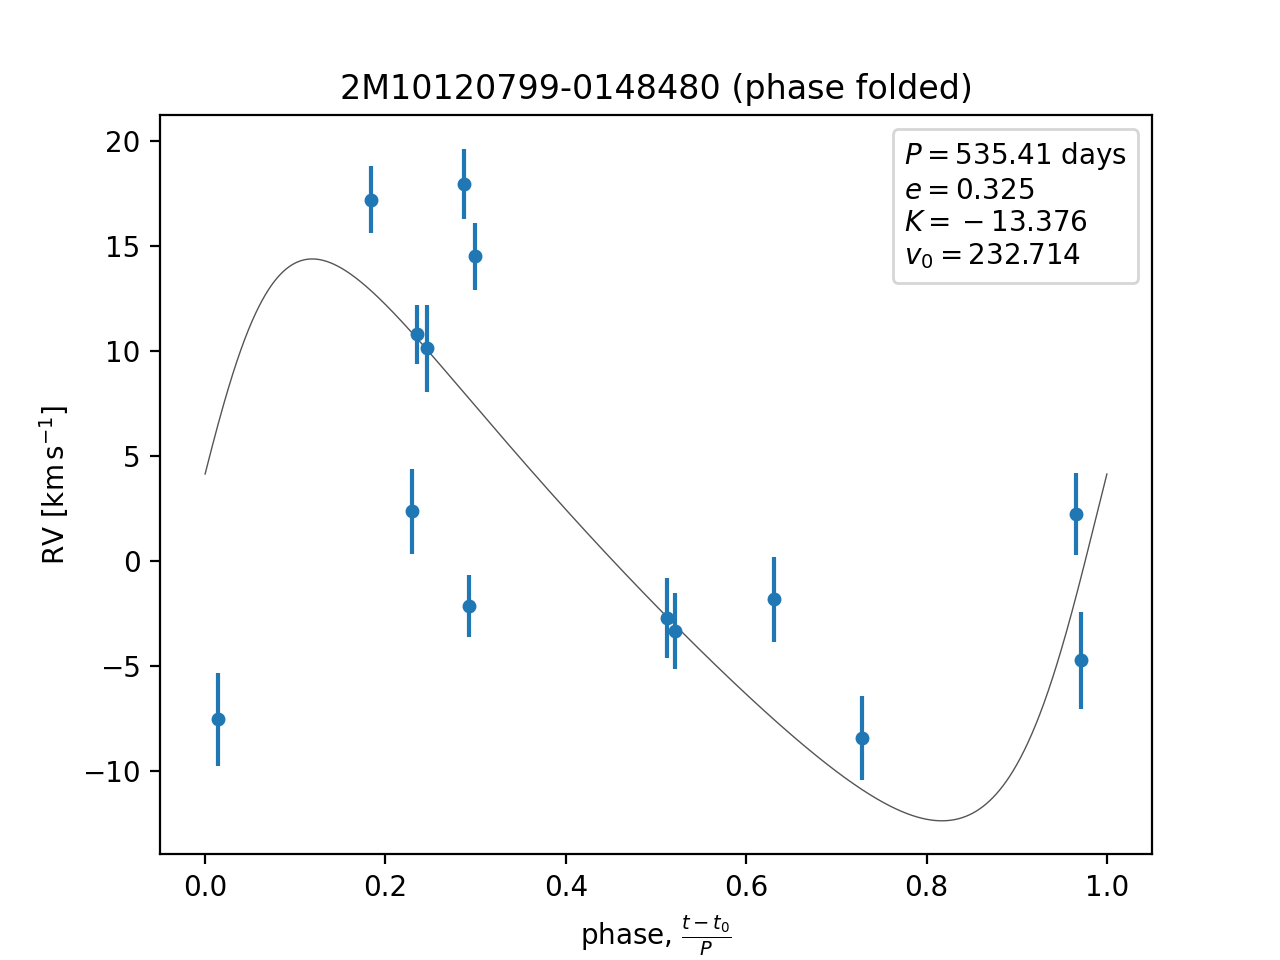 2M10120799-0148480 (phase folded)
P = 535.41 days
e = 0.325
K = −13.376
v₀ = 232.714
20
15
10
5
0
−5
−10
RV [km s⁻¹]
0.0 0.2 0.4 0.6 0.8 1.0
phase, (t − t₀)/P